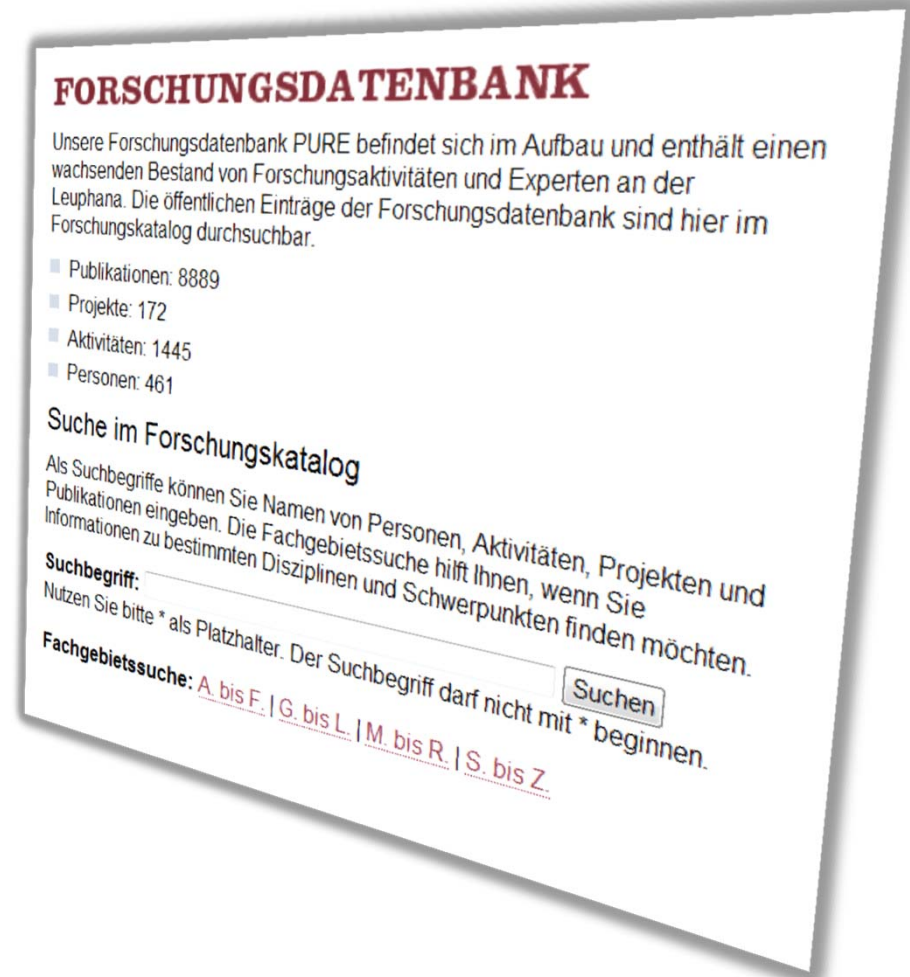 FORSCHUNGSDATENBANK
Unsere Forschungsdatenbank PURE befindet sich im Aufbau und enthält einen
wachsenden Bestand von Forschungsaktivitäten und Experten an der
Leuphana. Die öffentlichen Einträge der Forschungsdatenbank sind hier im
Forschungskatalog durchsuchbar.
Publikationen: 8889
Projekte: 172
Aktivitäten: 1445
Personen: 461
Suche im Forschungskatalog
Als Suchbegriffe können Sie Namen von Personen, Aktivitäten, Projekten und
Publikationen eingeben. Die Fachgebietssuche hilft Ihnen, wenn Sie
Informationen zu bestimmten Disziplinen und Schwerpunkten finden möchten.
Suchbegriff: Suchen
Nutzen Sie bitte * als Platzhalter. Der Suchbegriff darf nicht mit * beginnen.
Fachgebietssuche: A. bis F. | G. bis L. | M. bis R. | S. bis Z.